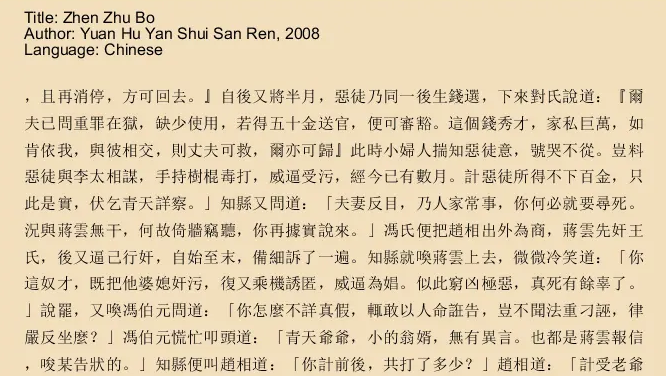 Title: Zhen Zhu Bo
Author: Yuan Hu Yan Shui San Ren, 2008
Language: Chinese
，且再消停，方可回去。』自後又將半月，惡徒乃同一後生錢選，下來對氏說道：『爾
夫已問重罪在獄，缺少使用，若得五十金送官，便可審豁。這個錢秀才，家私巨萬，如
肯依我，與彼相交，則丈夫可救，爾亦可歸』此時小婦人揣知惡徒意，號哭不從。豈料
惡徒與李太相謀，手持樹棍毒打，威逼受污，經今已有數月。計惡徒所得不下百金，只
此是實，伏乞青天詳察。」知縣又問道：「夫妻反目，乃人家常事，你何必就要尋死。
況與蔣雲無干，何故倚牆竊聽，你再據實說來。」馮氏便把趙相出外為商，蔣雲先奸王
氏，後又逼己行奸，自始至末，備細訴了一遍。知縣就喚蔣雲上去，微微冷笑道：「你
這奴才，既把他婆媳奸污，復又乘機誘匿，威逼為娼。似此窮凶極惡，真死有餘辜了。
」說罷，又喚馮伯元問道：「你怎麼不詳真假，輒敢以人命誑告，豈不聞法重刁誣，律
嚴反坐麼？」馮伯元慌忙叩頭道：「青天爺爺，小的翁婿，無有異言。也都是蔣雲報信
，唆某告狀的。」知縣便叫趙相道：「你計前後，共打了多少？」趙相道：「計受老爺